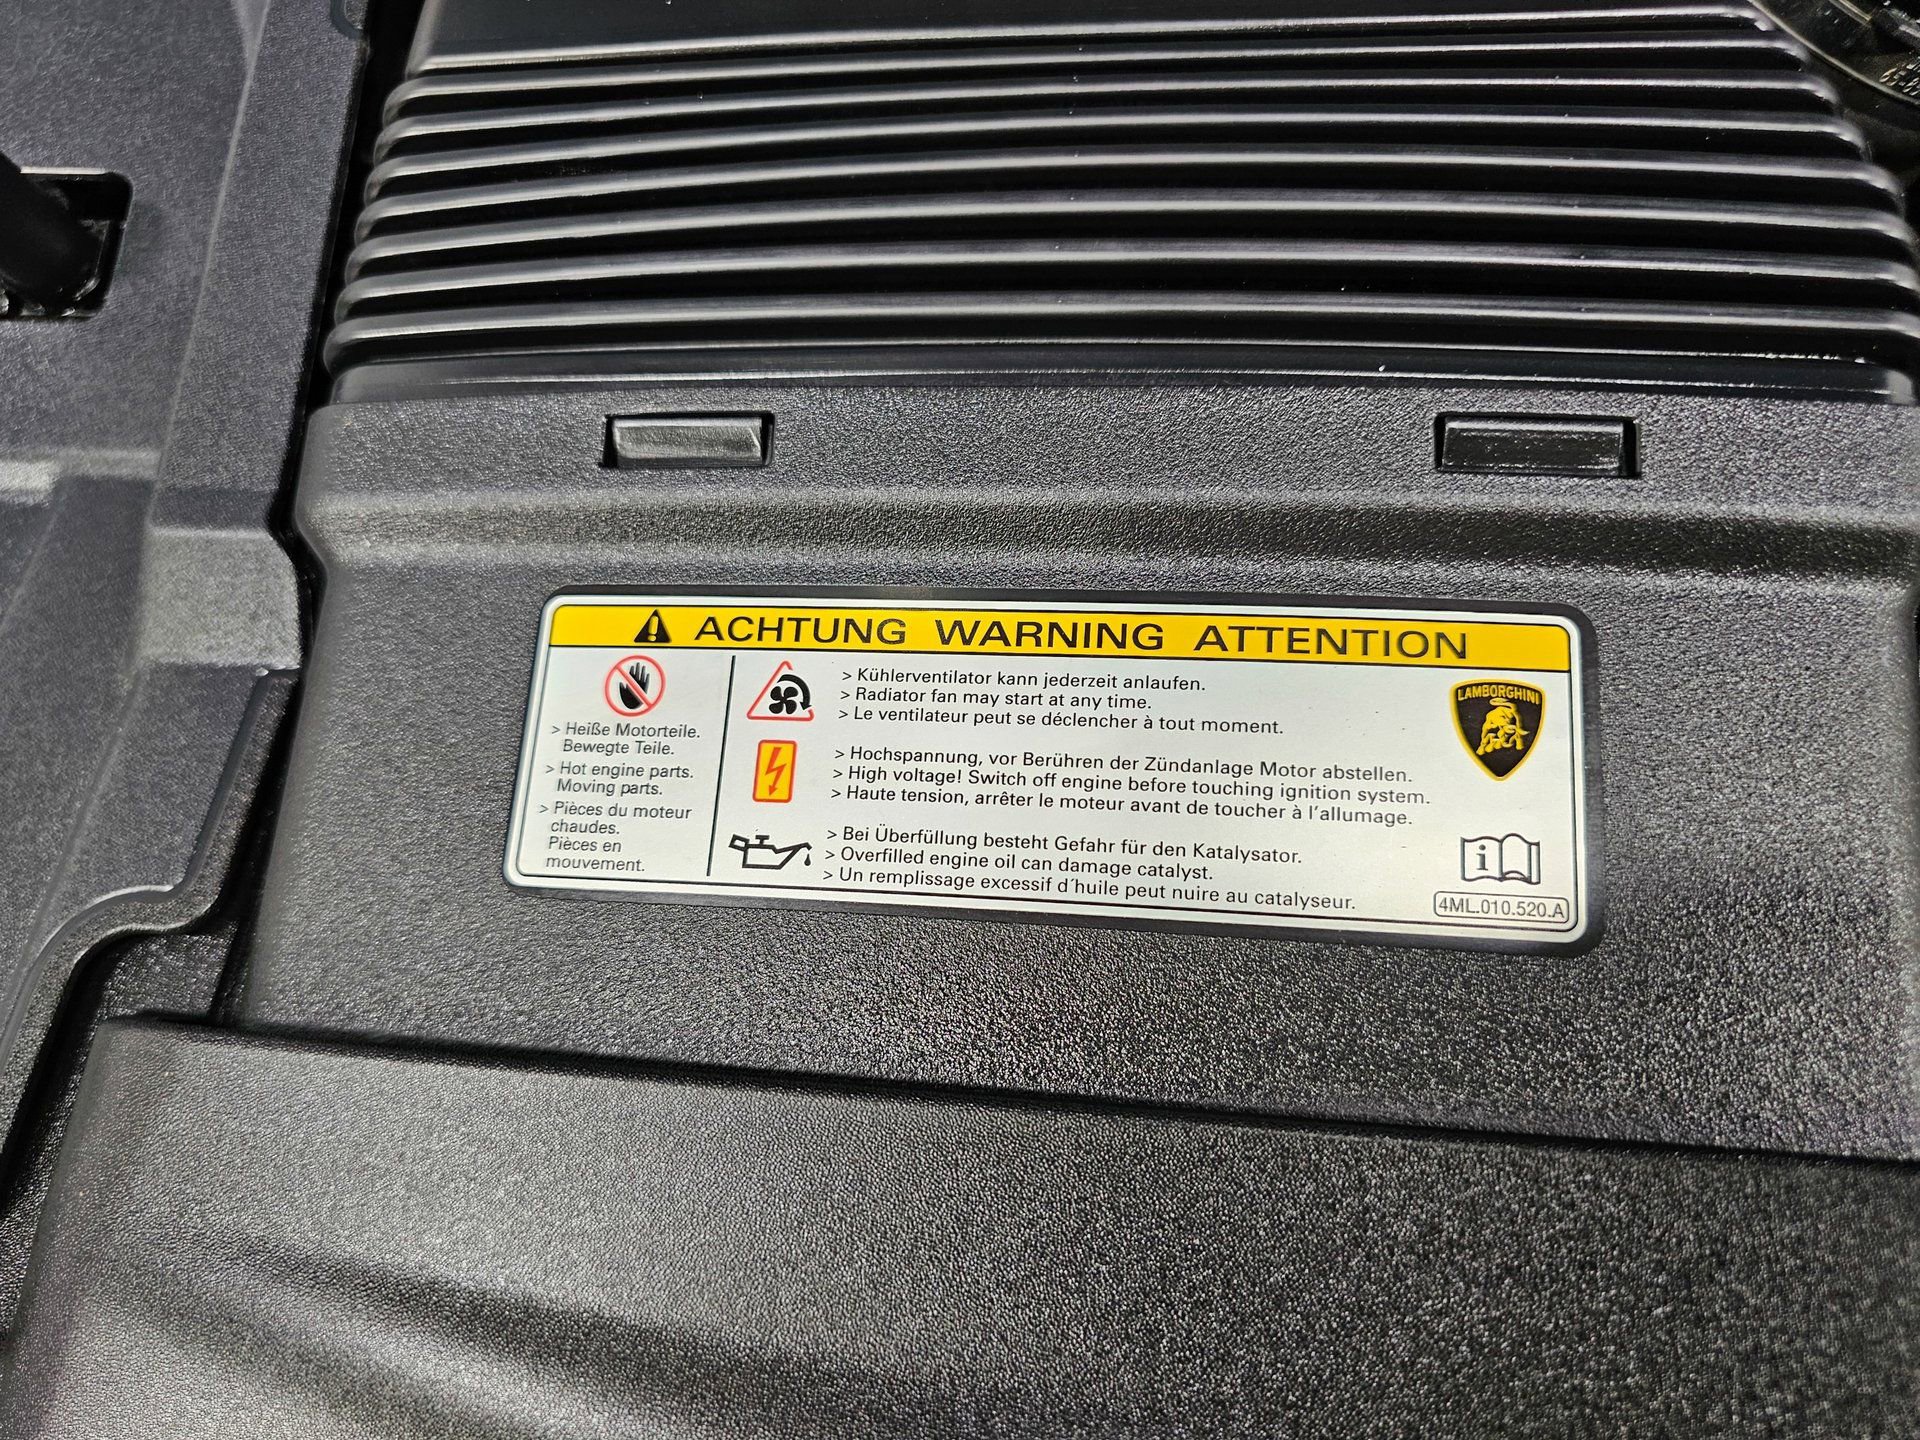 ACHTUNG WARNING ATTENTION
> Heiße Motorteile.
Bewegte Teile.
> Hot engine parts.
Moving parts.
> Pièces du moteur
chaudes.
Pièces en
mouvement.
> Kühlerventilator kann jederzeit anlaufen.
> Radiator fan may start at any time.
> Le ventilateur peut se déclencher à tout moment.
> Hochspannung, vor Berühren der Zündanlage Motor abstellen.
> High voltage! Switch off engine before touching ignition system.
> Haute tension, arrêter le moteur avant de toucher à l'allumage.
> Bei Überfüllung besteht Gefahr für den Katalysator.
> Overfilled engine oil can damage catalyst.
> Un remplissage excessif d´huile peut nuire au catalyseur.
LAMBORGHINI
i
4ML.010.520.A